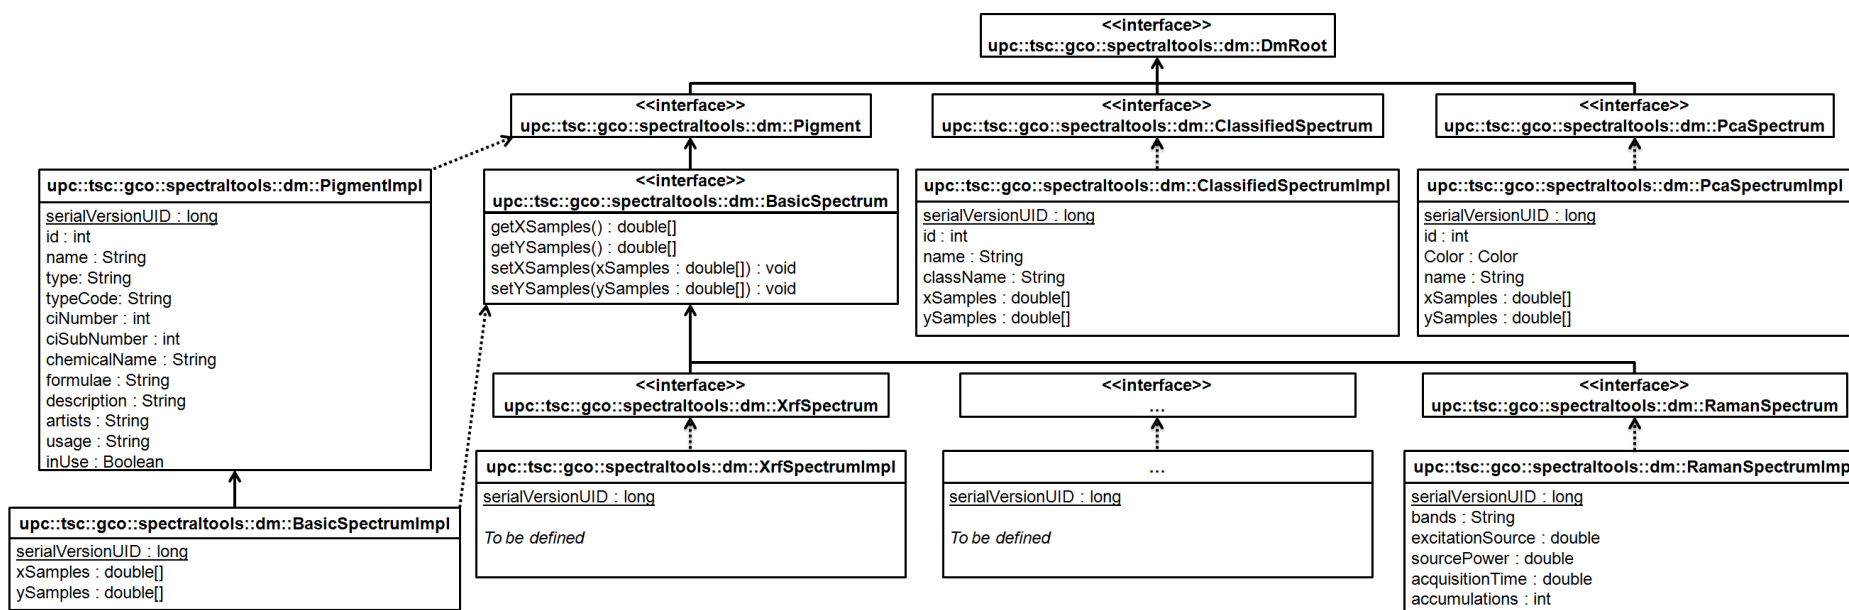 <<interface>>
upc::tsc::gco::spectraltools::dm::DmRoot
<<interface>>
upc::tsc::gco::spectraltools::dm::Pigment
<<interface>>
upc::tsc::gco::spectraltools::dm::ClassifiedSpectrum
<<interface>>
upc::tsc::gco::spectraltools::dm::PcaSpectrum
upc::tsc::gco::spectraltools::dm::PigmentImpl
serialVersionUID : long
id : int
name : String
type: String
typeCode: String
ciNumber : int
ciSubNumber : int
chemicalName : String
formulae : String
description : String
artists : String
usage : String
inUse : Boolean
<<interface>>
upc::tsc::gco::spectraltools::dm::BasicSpectrum
getXSamples() : double[]
getYSamples() : double[]
setXSamples(xSamples : double[]) : void
setYSamples(ySamples : double[]) : void
upc::tsc::gco::spectraltools::dm::ClassifiedSpectrumImpl
serialVersionUID : long
id : int
name : String
className : String
xSamples : double[]
ySamples : double[]
upc::tsc::gco::spectraltools::dm::PcaSpectrumImpl
serialVersionUID : long
id : int
Color : Color
name : String
xSamples : double[]
ySamples : double[]
<<interface>>
upc::tsc::gco::spectraltools::dm::XrfSpectrum
<<interface>>
...
<<interface>>
upc::tsc::gco::spectraltools::dm::RamanSpectrum
upc::tsc::gco::spectraltools::dm::BasicSpectrumImpl
serialVersionUID : long
xSamples : double[]
ySamples : double[]
upc::tsc::gco::spectraltools::dm::XrfSpectrumImpl
serialVersionUID : long
To be defined
...
serialVersionUID : long
To be defined
upc::tsc::gco::spectraltools::dm::RamanSpectrumImpl
serialVersionUID : long
bands : String
excitationSource : double
sourcePower : double
acquisitionTime : double
accumulations : int